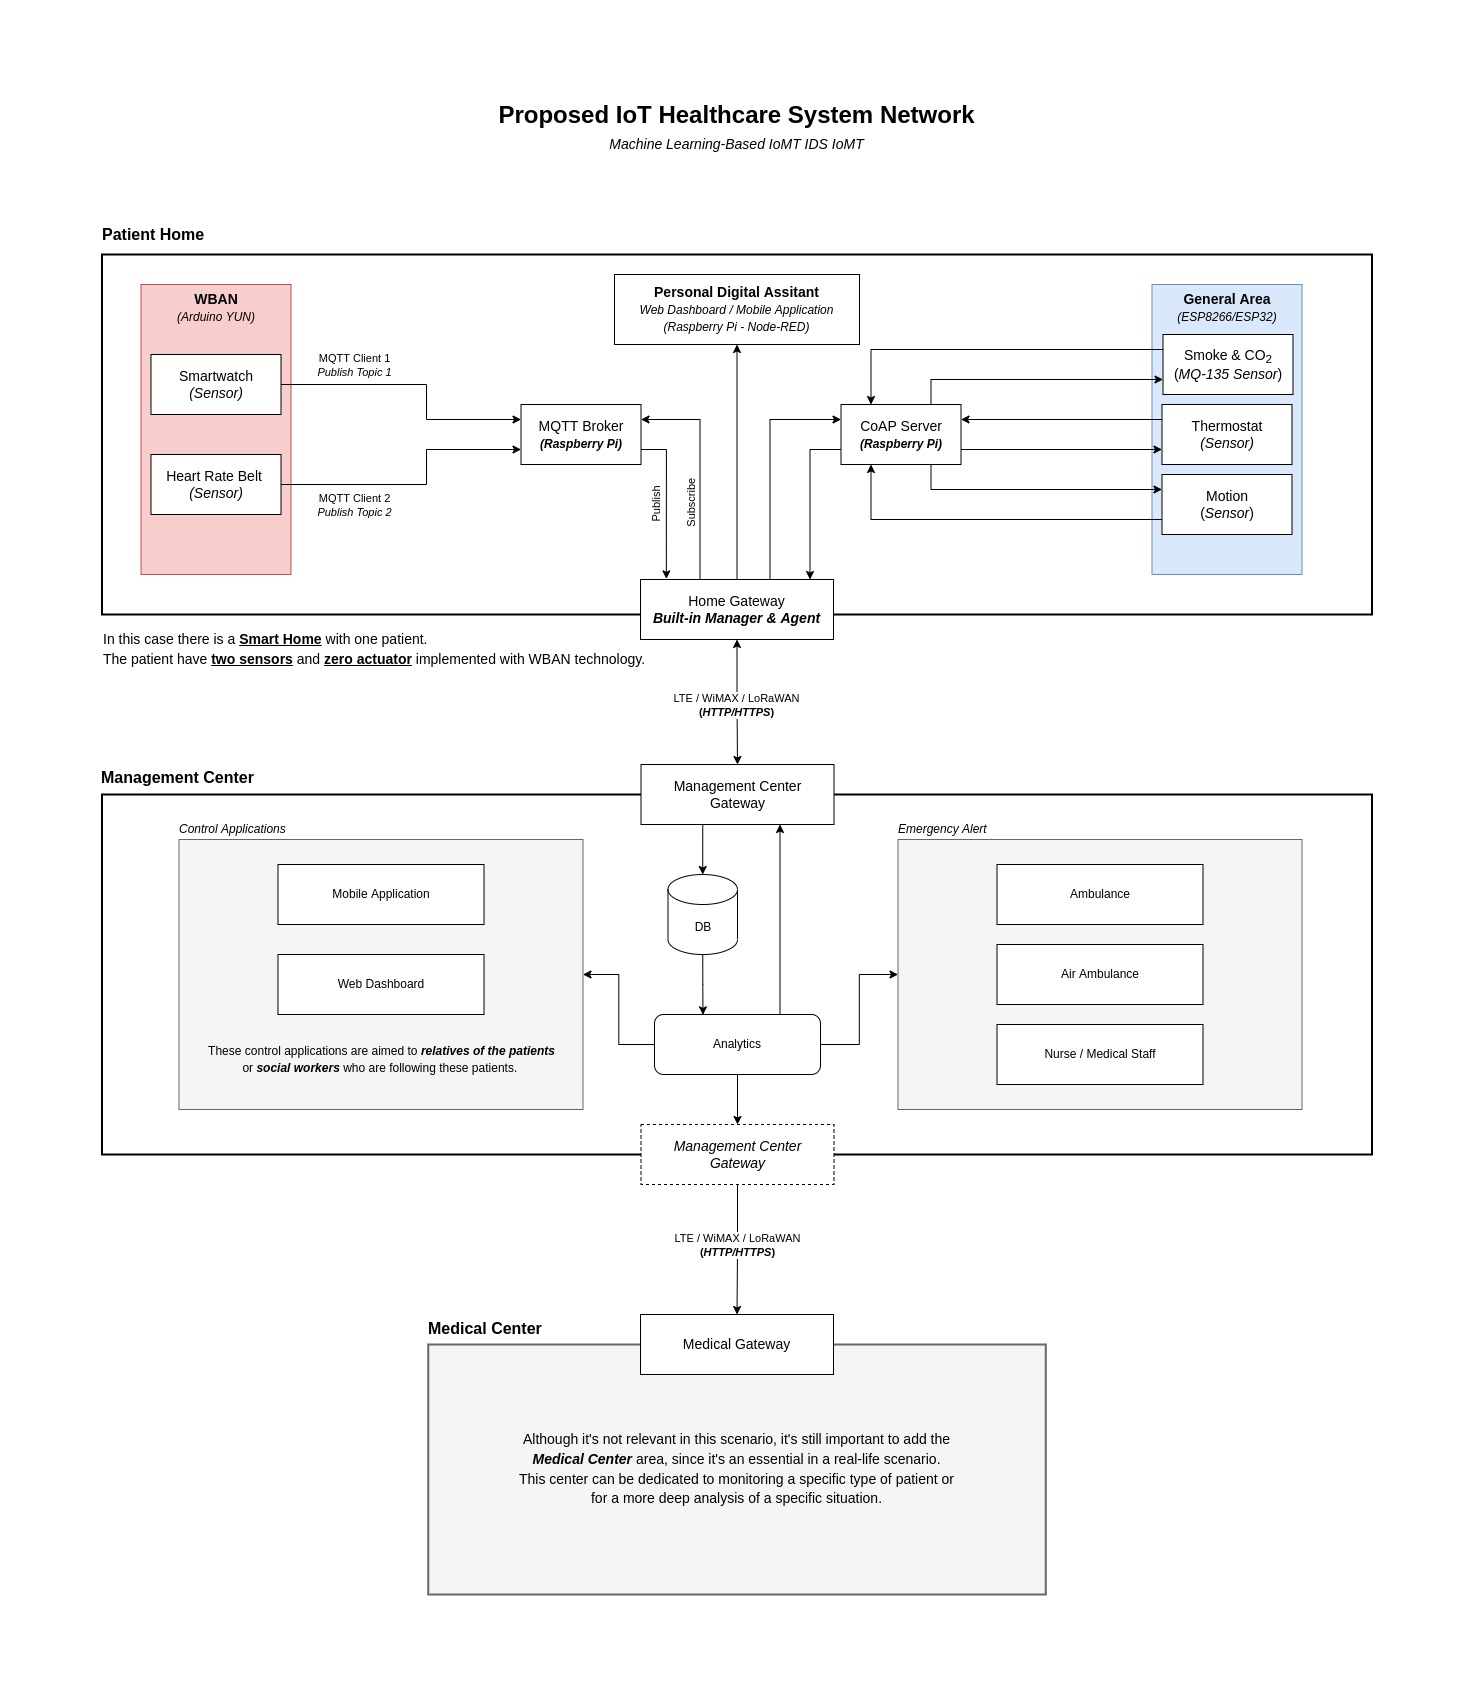 Proposed IoT Healthcare System Network
Machine Learning-Based IoMT IDS IoMT
Patient Home
WBAN
(Arduino YUN)
Smartwatch
(Sensor)
Heart Rate Belt
(Sensor)
MQTT Client 1
Publish Topic 1
MQTT Client 2
Publish Topic 2
MQTT Broker
(Raspberry Pi)
Personal Digital Assitant
Web Dashboard / Mobile Application
(Raspberry Pi - Node-RED)
Publish
Subscribe
CoAP Server
(Raspberry Pi)
General Area
(ESP8266/ESP32)
Smoke & CO2
(MQ-135 Sensor)
Thermostat
(Sensor)
Motion
(Sensor)
Home Gateway
Built-in Manager & Agent
In this case there is a Smart Home with one patient.
The patient have two sensors and zero actuator implemented with WBAN technology.
LTE / WiMAX / LoRaWAN
(HTTP/HTTPS)
Management Center
Management Center
Gateway
Control Applications
Mobile Application
Web Dashboard
These control applications are aimed to relatives of the patients
or social workers who are following these patients.
DB
Analytics
Emergency Alert
Ambulance
Air Ambulance
Nurse / Medical Staff
Management Center
Gateway
LTE / WiMAX / LoRaWAN
(HTTP/HTTPS)
Medical Center
Medical Gateway
Although it's not relevant in this scenario, it's still important to add the
Medical Center area, since it's an essential in a real-life scenario.
This center can be dedicated to monitoring a specific type of patient or
for a more deep analysis of a specific situation.